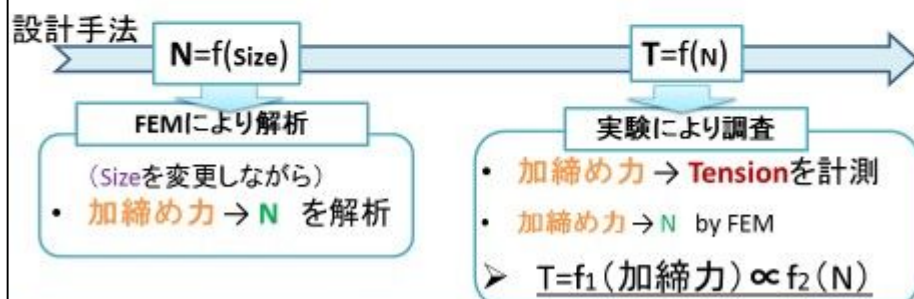 設計手法
N=f(Size)
T=f(N)
FEMにより解析
(Sizeを変更しながら)
• 加締め力→N を解析
実験により調査
• 加締め力→Tensionを計測
• 加締め力→N by FEM
➢ T=f₁(加締力)∝f₂(N)